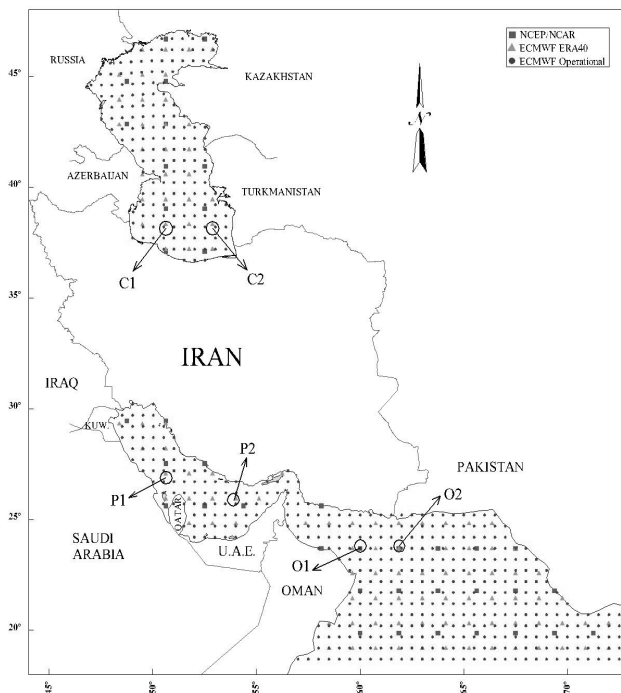 NCEP/NCAR
ECMWF ERA40
ECMWF Operational
45°
RUSSIA
KAZAKHSTAN
N
AZERBAIJAN
TURKMANISTAN
40°
C1
C2
35°
IRAN
IRAQ
30°
KUW.
P2
PAKISTAN
P1
O2
25°
QATAR
SAUDI
ARABIA
U.A.E.
O1
OMAN
20°
45°
50°
55°
60°
65°
70°